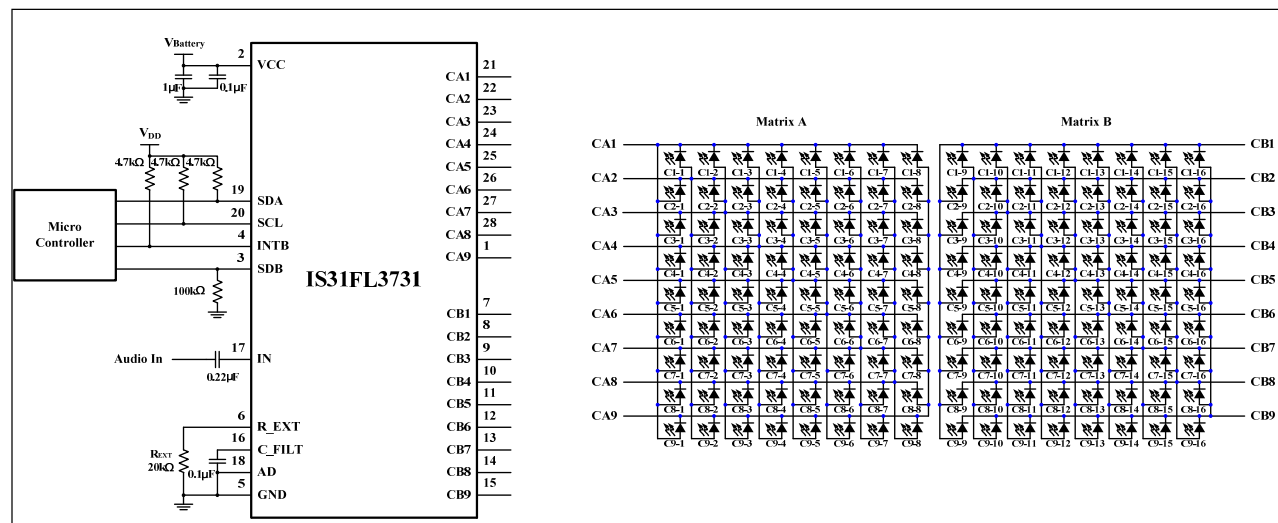 VBattery
2
VCC
1μF
0.1μF
VDD
4.7kΩ 4.7kΩ 4.7kΩ
Micro
Controller
19
SDA
20
SCL
4
INTB
3
SDB
100kΩ
IS31FL3731
Audio In
17
IN
0.22μF
6
R_EXT
16
C_FILT
18
AD
5
GND
REXT
20kΩ
0.1μF
21
CA1
22
CA2
23
CA3
24
CA4
25
CA5
26
CA6
27
CA7
28
CA8
1
CA9
7
CB1
8
CB2
9
CB3
10
CB4
11
CB5
12
CB6
13
CB7
14
CB8
15
CB9
Matrix A
CA1
C1-1 C1-2 C1-3 C1-4 C1-5 C1-6 C1-7 C1-8
CA2
C2-1 C2-2 C2-3 C2-4 C2-5 C2-6 C2-7 C2-8
CA3
C3-1 C3-2 C3-3 C3-4 C3-5 C3-6 C3-7 C3-8
CA4
C4-1 C4-2 C4-3 C4-4 C4-5 C4-6 C4-7 C4-8
CA5
C5-1 C5-2 C5-3 C5-4 C5-5 C5-6 C5-7 C5-8
CA6
C6-1 C6-2 C6-3 C6-4 C6-5 C6-6 C6-7 C6-8
CA7
C7-1 C7-2 C7-3 C7-4 C7-5 C7-6 C7-7 C7-8
CA8
C8-1 C8-2 C8-3 C8-4 C8-5 C8-6 C8-7 C8-8
CA9
C9-1 C9-2 C9-3 C9-4 C9-5 C9-6 C9-7 C9-8
Matrix B
CB1
C1-9 C1-10 C1-11 C1-12 C1-13 C1-14 C1-15 C1-16
CB2
C2-9 C2-10 C2-11 C2-12 C2-13 C2-14 C2-15 C2-16
CB3
C3-9 C3-10 C3-11 C3-12 C3-13 C3-14 C3-15 C3-16
CB4
C4-9 C4-10 C4-11 C4-12 C4-13 C4-14 C4-15 C4-16
CB5
C5-9 C5-10 C5-11 C5-12 C5-13 C5-14 C5-15 C5-16
CB6
C6-9 C6-10 C6-11 C6-12 C6-13 C6-14 C6-15 C6-16
CB7
C7-9 C7-10 C7-11 C7-12 C7-13 C7-14 C7-15 C7-16
CB8
C8-9 C8-10 C8-11 C8-12 C8-13 C8-14 C8-15 C8-16
CB9
C9-9 C9-10 C9-11 C9-12 C9-13 C9-14 C9-15 C9-16